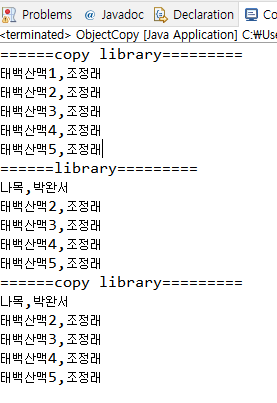 Problems @ Javadoc Declaration
<terminated> ObjectCopy [Java Application] C:￦U
======copy library=========
태백산맥1,조정래
태백산맥2,조정래
태백산맥3,조정래
태백산맥4,조정래
태백산맥5,조정래
======library=========
나목,박완서
태백산맥2,조정래
태백산맥3,조정래
태백산맥4,조정래
태백산맥5,조정래
======copy library=========
나목,박완서
태백산맥2,조정래
태백산맥3,조정래
태백산맥4,조정래
태백산맥5,조정래